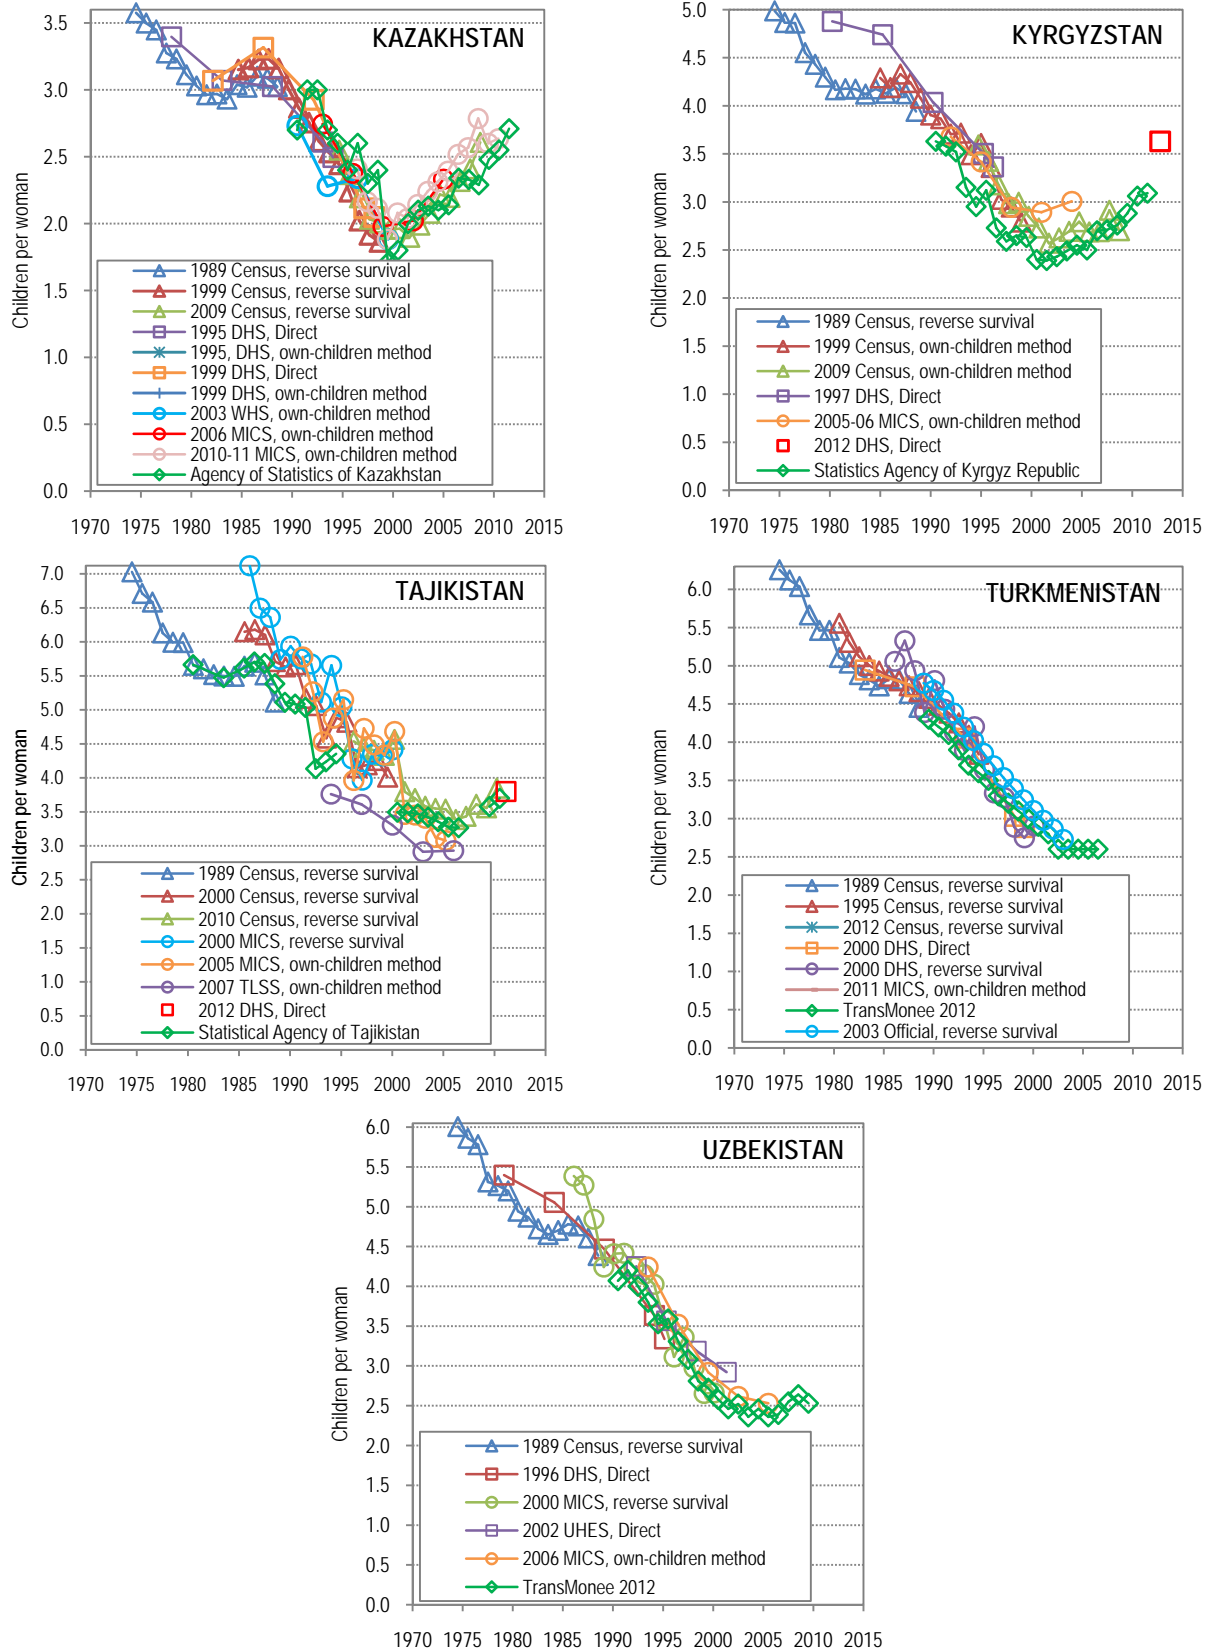 KAZAKHSTAN
Children per woman
3.5
3.0
2.5
2.0
1.5
1.0
0.5
0.0
1989 Census, reverse survival
1999 Census, reverse survival
2009 Census, reverse survival
1995 DHS, Direct
1995, DHS, own-children method
1999 DHS, Direct
1999 DHS, own-children method
2003 WHS, own-children method
2006 MICS, own-children method
2010-11 MICS, own-children method
Agency of Statistics of Kazakhstan
1970 1975 1980 1985 1990 1995 2000 2005 2010 2015
KYRGYZSTAN
Children per woman
5.0
4.5
4.0
3.5
3.0
2.5
2.0
1.5
1.0
0.5
0.0
1989 Census, reverse survival
1999 Census, own-children method
2009 Census, own-children method
1997 DHS, Direct
2005-06 MICS, own-children method
2012 DHS, Direct
Statistics Agency of Kyrgyz Republic
1970 1975 1980 1985 1990 1995 2000 2005 2010 2015
TAJIKISTAN
Children per woman
7.0
6.5
6.0
5.5
5.0
4.5
4.0
3.5
3.0
2.5
2.0
1.5
1.0
0.5
0.0
1989 Census, reverse survival
2000 Census, reverse survival
2010 Census, reverse survival
2000 MICS, reverse survival
2005 MICS, own-children method
2007 TLSS, own-children method
2012 DHS, Direct
Statistical Agency of Tajikistan
1970 1975 1980 1985 1990 1995 2000 2005 2010 2015
TURKMENISTAN
Children per woman
6.0
5.5
5.0
4.5
4.0
3.5
3.0
2.5
2.0
1.5
1.0
0.5
0.0
1989 Census, reverse survival
1995 Census, reverse survival
2012 Census, reverse survival
2000 DHS, Direct
2000 DHS, reverse survival
2011 MICS, own-children method
TransMonee 2012
2003 Official, reverse survival
1970 1975 1980 1985 1990 1995 2000 2005 2010 2015
UZBEKISTAN
Children per woman
6.0
5.5
5.0
4.5
4.0
3.5
3.0
2.5
2.0
1.5
1.0
0.5
0.0
1989 Census, reverse survival
1996 DHS, Direct
2000 MICS, reverse survival
2002 UHES, Direct
2006 MICS, own-children method
TransMonee 2012
1970 1975 1980 1985 1990 1995 2000 2005 2010 2015